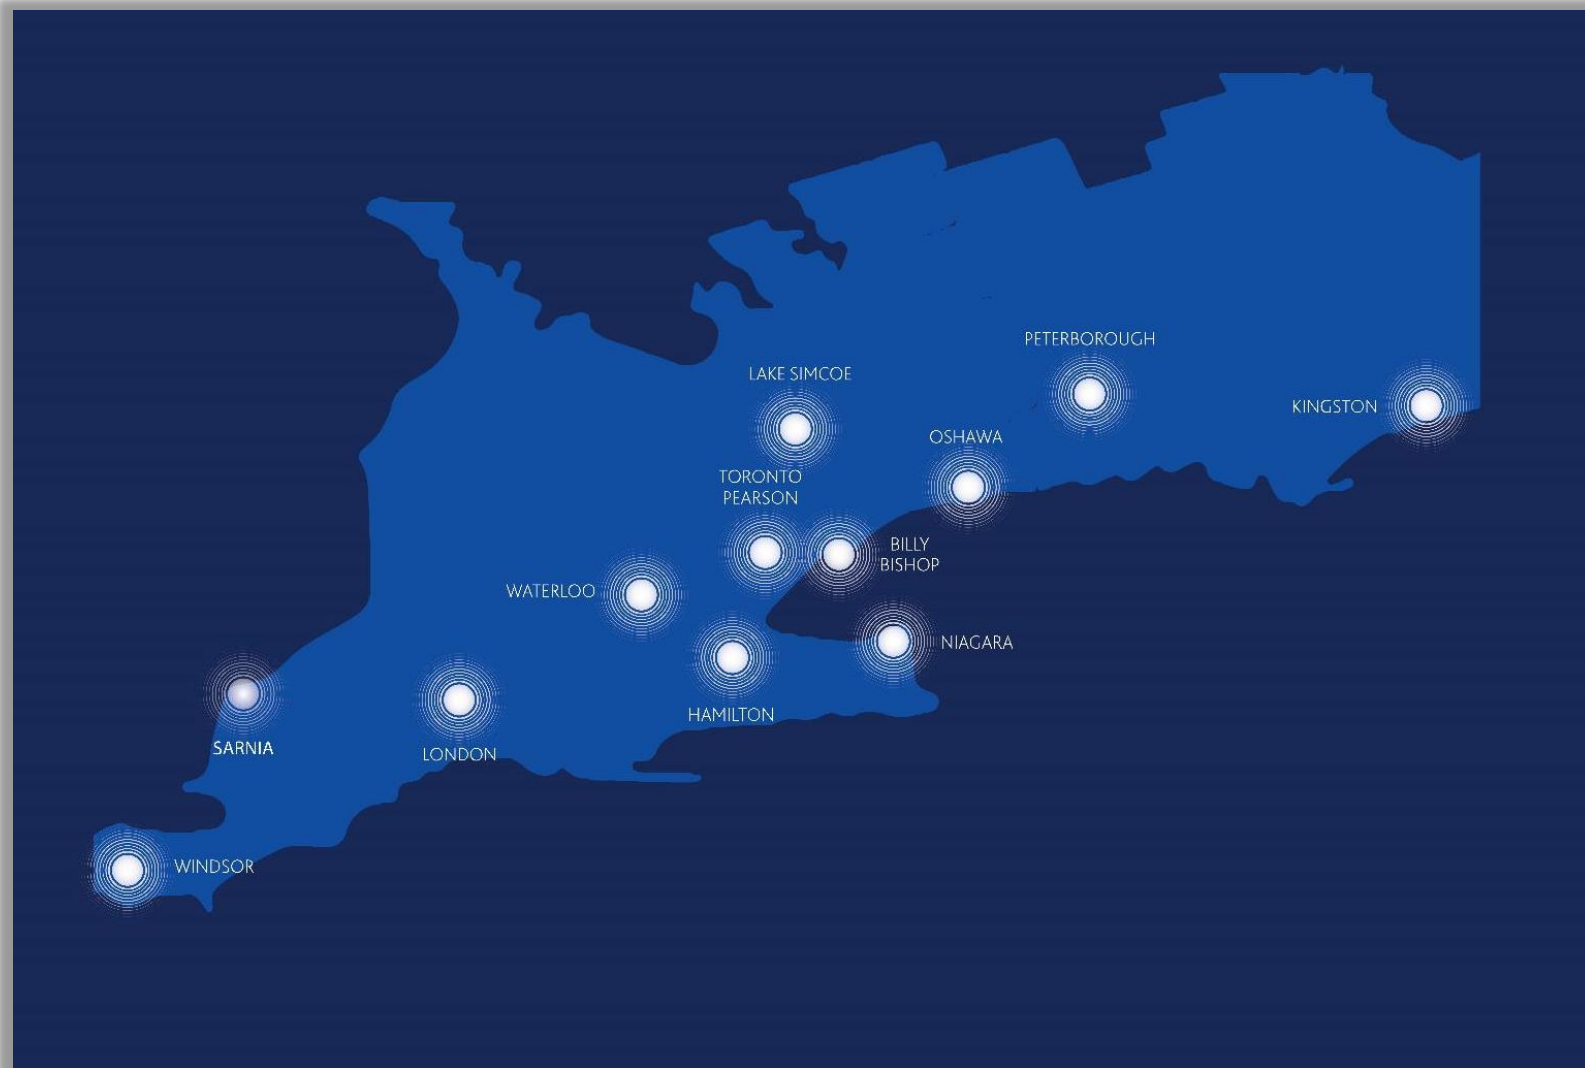 PETERBOROUGH
LAKE SIMCOE
KINGSTON
OSHAWA
TORONTO
PEARSON
BILLY
BISHOP
WATERLOO
NIAGARA
HAMILTON
SARNIA
LONDON
WINDSOR